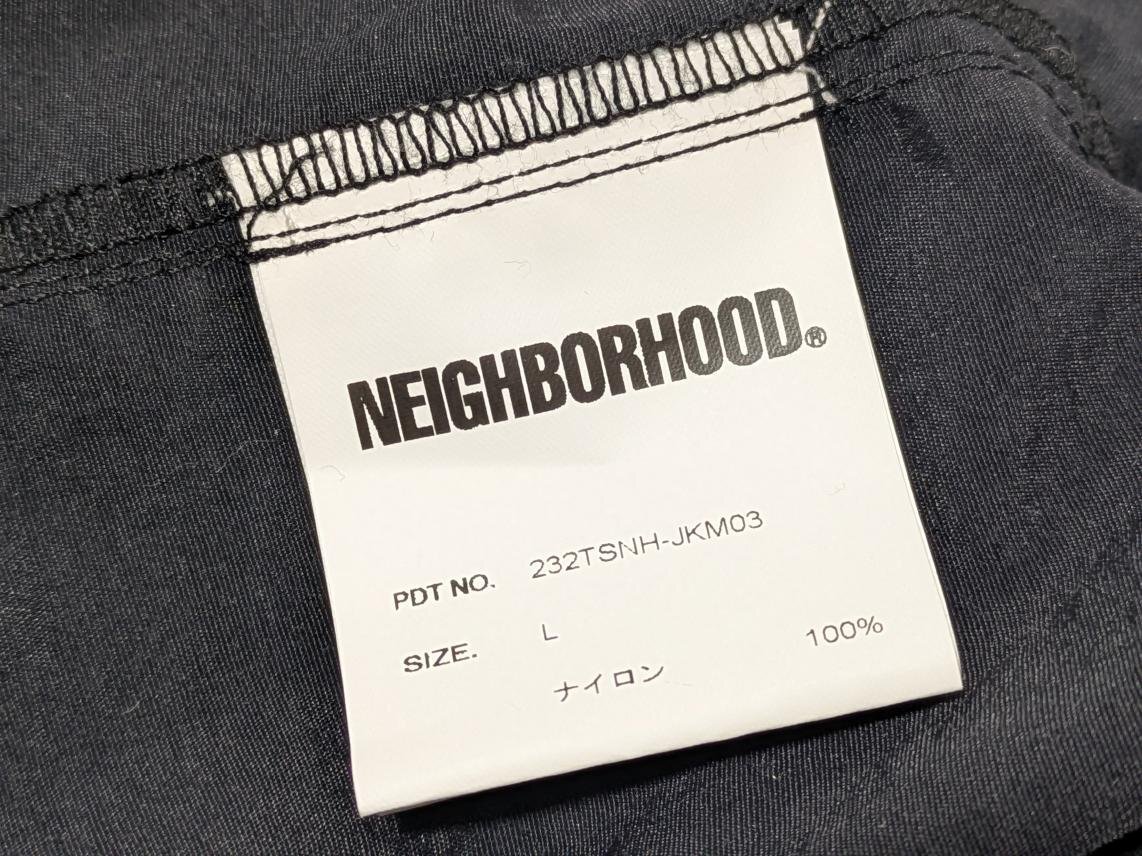 NEIGHBORHOOD®
PDT NO. 232TSNH-JKM03
SIZE. L
ナイロン 100%